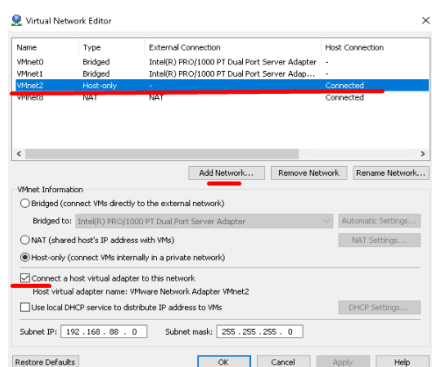 Virtual Network Editor
Name Type External Connection Host Connection
VMnet0 Bridged Intel(R) PRO/1000 PT Dual Port Server Adapter -
VMnet1 Bridged Intel(R) PRO/1000 PT Dual Port Server Adap... -
VMnet2 Host-only - Connected
VMnet8 NAT NAT Connected
Add Network... Remove Network Rename Network...
VMnet Information
Bridged (connect VMs directly to the external network)
Bridged to: Intel(R) PRO/1000 PT Dual Port Server Adapter Automatic Settings...
NAT (shared host's IP address with VMs) NAT Settings...
Host-only (connect VMs internally in a private network)
Connect a host virtual adapter to this network
Host virtual adapter name: VMware Network Adapter VMnet2
Use local DHCP service to distribute IP address to VMs DHCP Settings...
Subnet IP: 192 . 168 . 88 . 0 Subnet mask: 255 . 255 . 255 . 0
Restore Defaults OK Cancel Apply Help